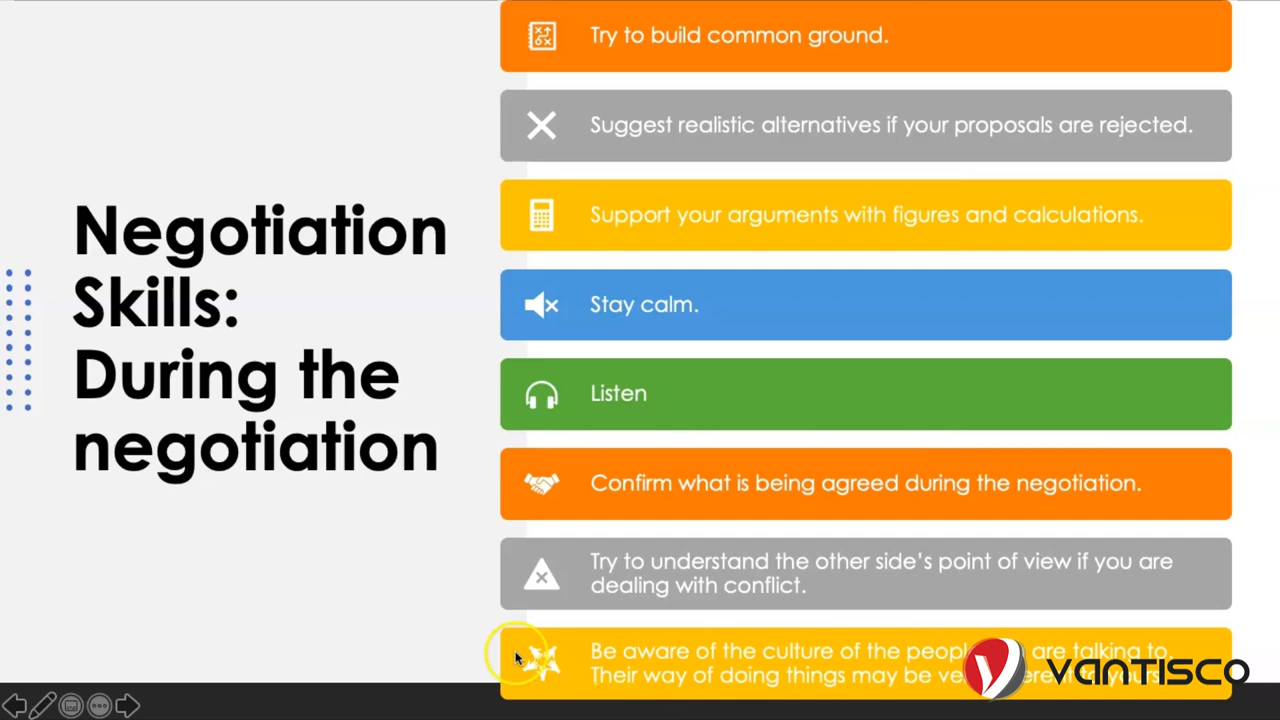 Negotiation
Skills:
During the
negotiation
Try to build common ground.
Suggest realistic alternatives if your proposals are rejected.
Support your arguments with figures and calculations.
Stay calm.
Listen
Confirm what is being agreed during the negotiation.
Try to understand the other side's point of view if you are
dealing with conflict.
Be aware of the culture of the are talking to.
Their way of doing things may be to yours.
VANTISCO